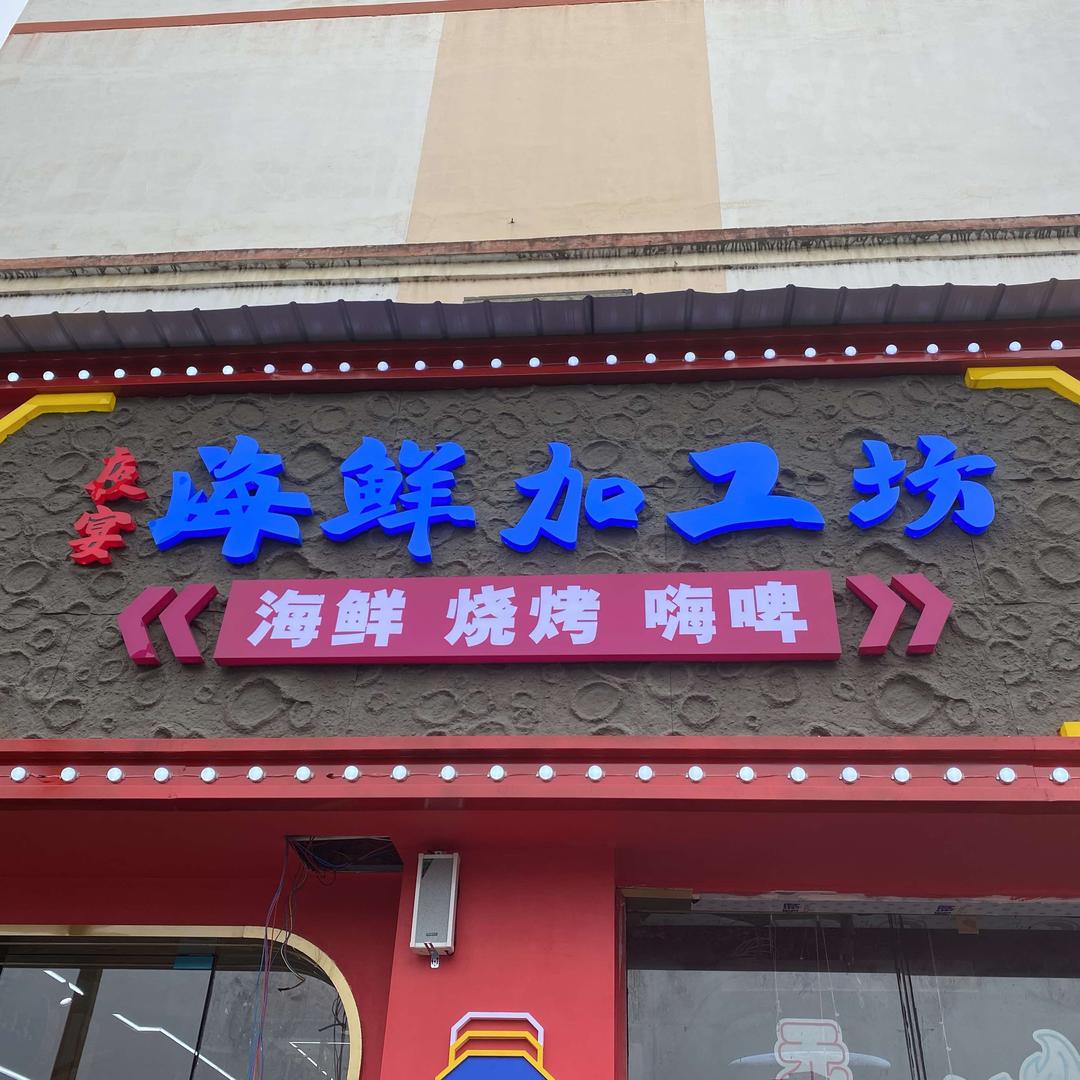 夜宴
海鲜加工坊
海鲜 烧烤 嗨啤